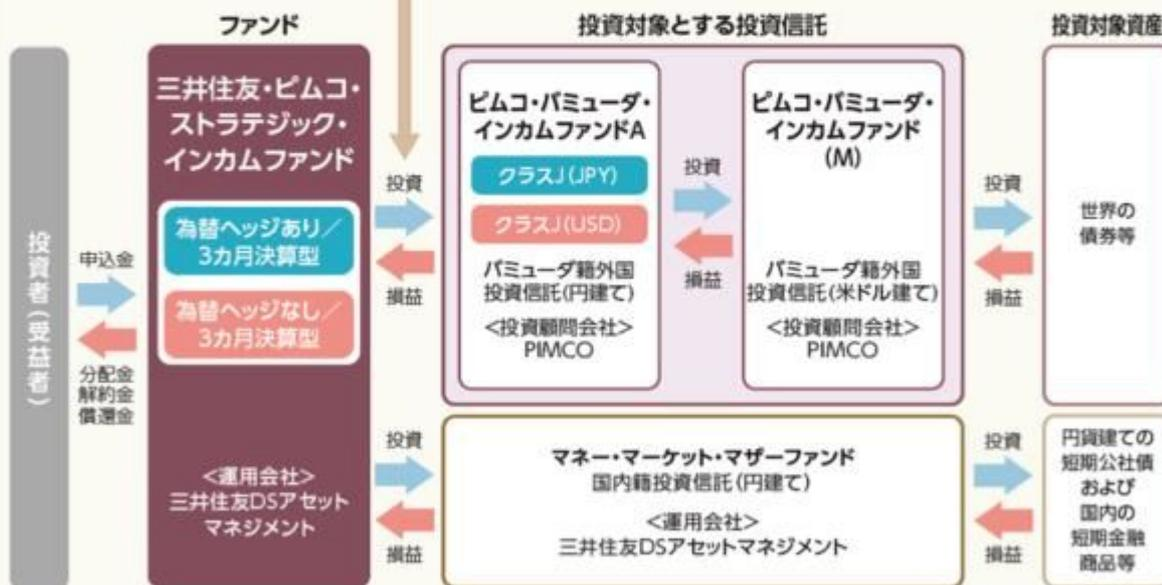 ファンド
投資対象とする投資信託
投資対象資産
投資者(受益者)
申込金
分配金
解約金
償還金
三井住友・ピムコ・
ストラテジック・
インカムファンド
為替ヘッジあり/
3カ月決算型
為替ヘッジなし/
3カ月決算型
<運用会社>
三井住友DSアセット
マネジメント
投資
損益
ピムコ・バミューダ・
インカムファンドA
クラスJ(JPY)
クラスJ(USD)
バミューダ籍外国
投資信託(円建て)
<投資顧問会社>
PIMCO
投資
損益
ピムコ・バミューダ・
インカムファンド
(M)
バミューダ籍外国
投資信託(米ドル建て)
<投資顧問会社>
PIMCO
投資
損益
世界の
債券等
投資
損益
マネー・マーケット・マザーファンド
国内籍投資信託(円建て)
<運用会社>
三井住友DSアセットマネジメント
投資
損益
円貨建ての
短期公社債
および
国内の
短期金融
商品等